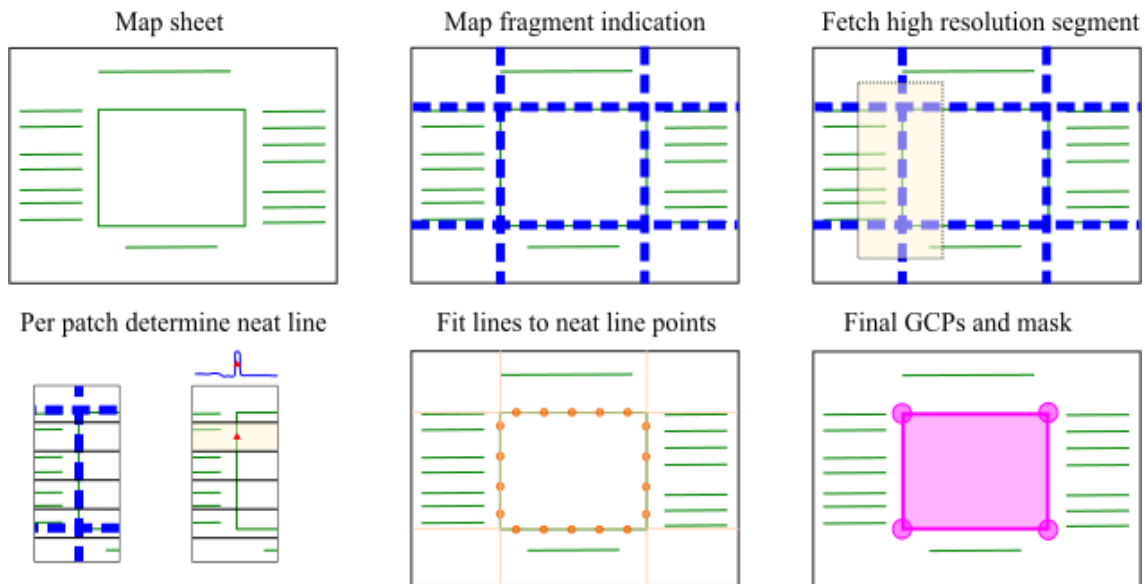 Map sheet
Map fragment indication
Fetch high resolution segment
Per patch determine neat line
Fit lines to neat line points
Final GCPs and mask